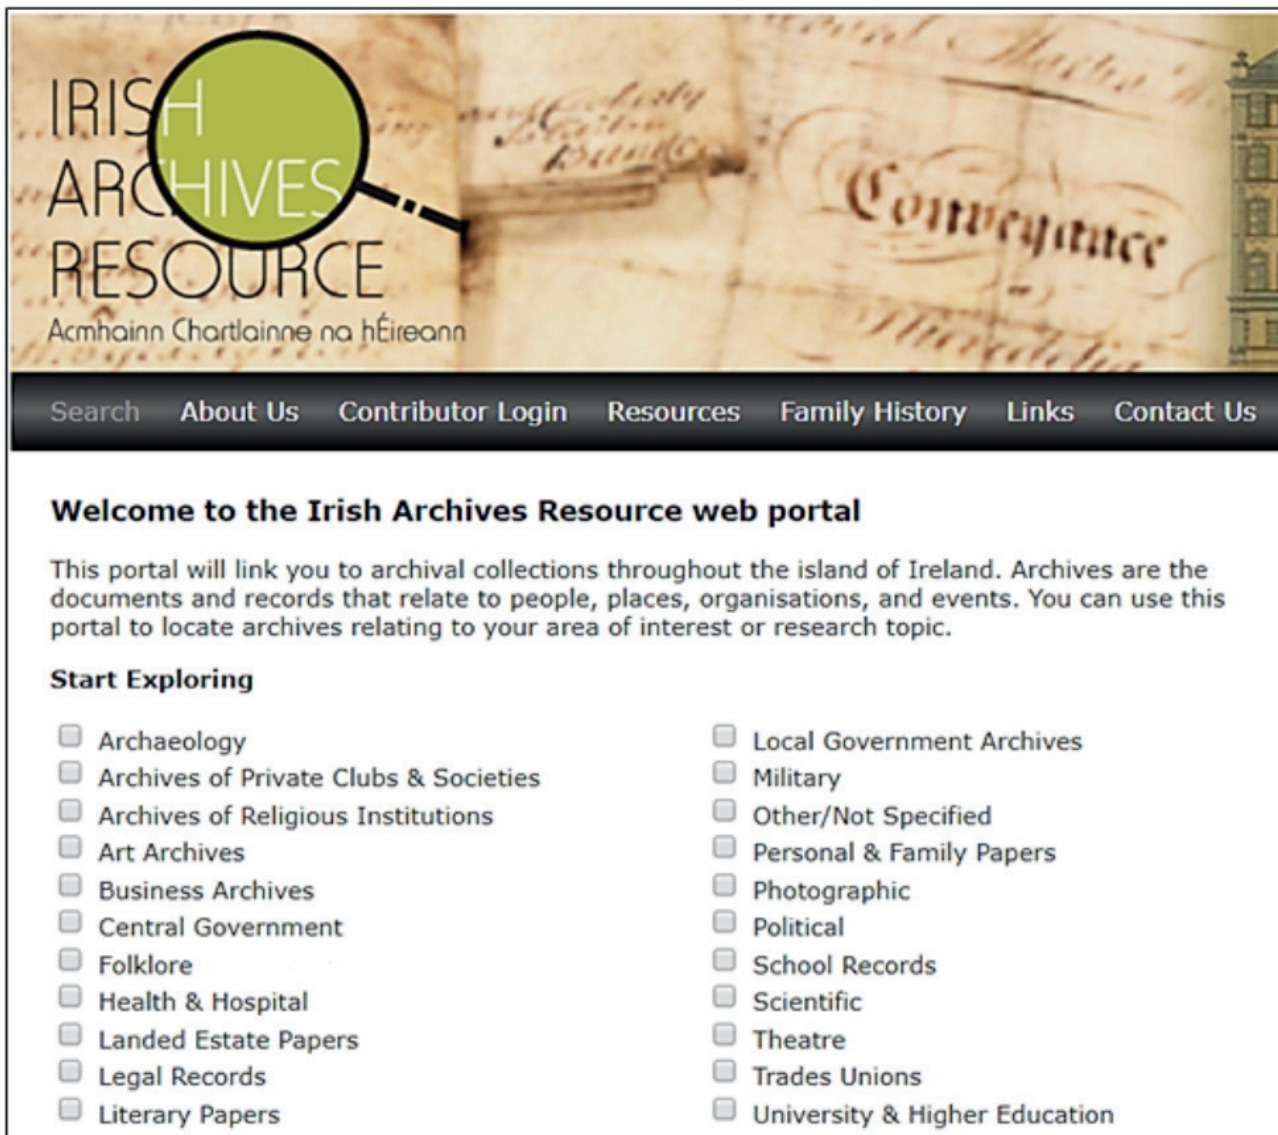 IRISH
ARCHIVES
RESOURCE
Acmhainn Chartlainne na hÉireann
Conveyance
Search About Us Contributor Login Resources Family History Links Contact Us
Welcome to the Irish Archives Resource web portal
This portal will link you to archival collections throughout the island of Ireland. Archives are the
documents and records that relate to people, places, organisations, and events. You can use this
portal to locate archives relating to your area of interest or research topic.
Start Exploring
Archaeology
Archives of Private Clubs & Societies
Archives of Religious Institutions
Art Archives
Business Archives
Central Government
Folklore
Health & Hospital
Landed Estate Papers
Legal Records
Literary Papers
Local Government Archives
Military
Other/Not Specified
Personal & Family Papers
Photographic
Political
School Records
Scientific
Theatre
Trades Unions
University & Higher Education